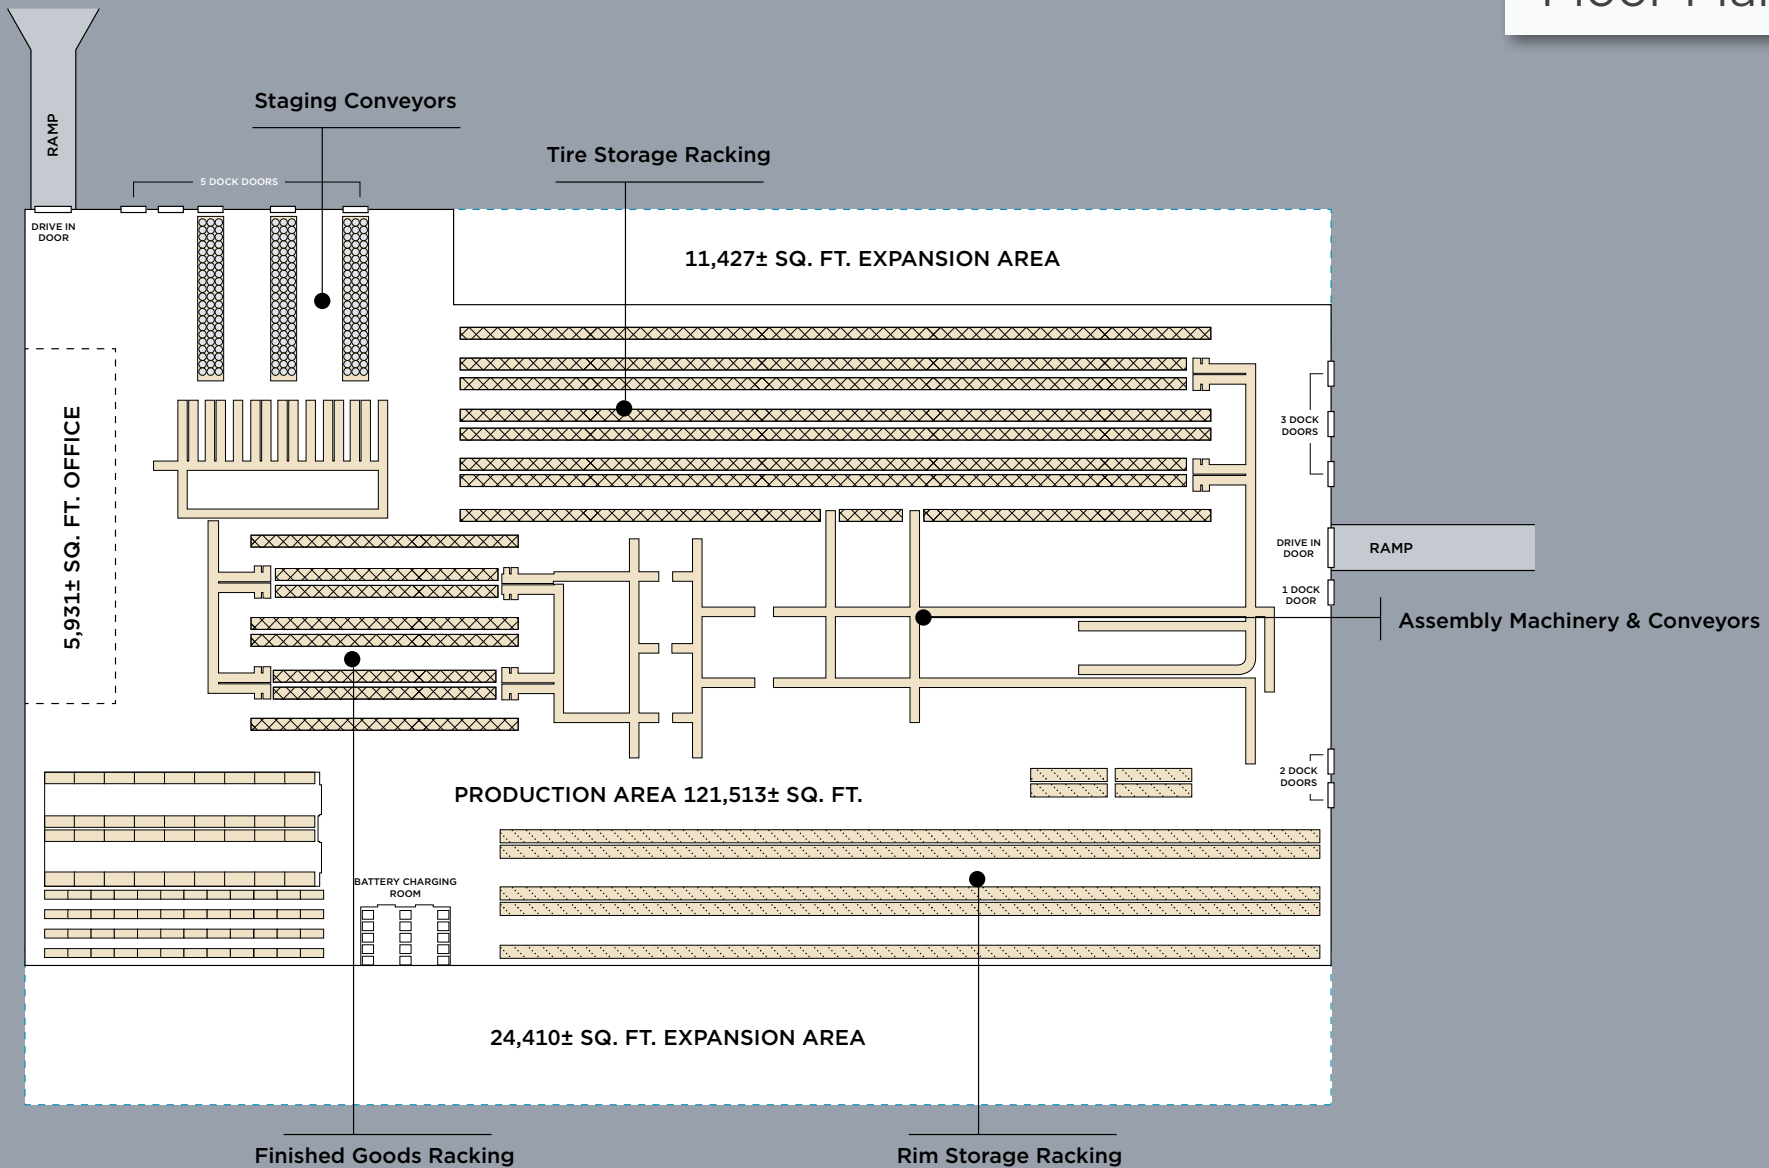 Floor Plan
Staging Conveyors
RAMP
Tire Storage Racking
5 DOCK DOORS
DRIVE IN
DOOR
11,427± SQ. FT. EXPANSION AREA
5,931± SQ. FT. OFFICE
3 DOCK
DOORS
DRIVE IN
DOOR
RAMP
1 DOCK
DOOR
Assembly Machinery & Conveyors
2 DOCK
DOORS
PRODUCTION AREA 121,513± SQ. FT.
BATTERY CHARGING
ROOM
24,410± SQ. FT. EXPANSION AREA
Finished Goods Racking
Rim Storage Racking